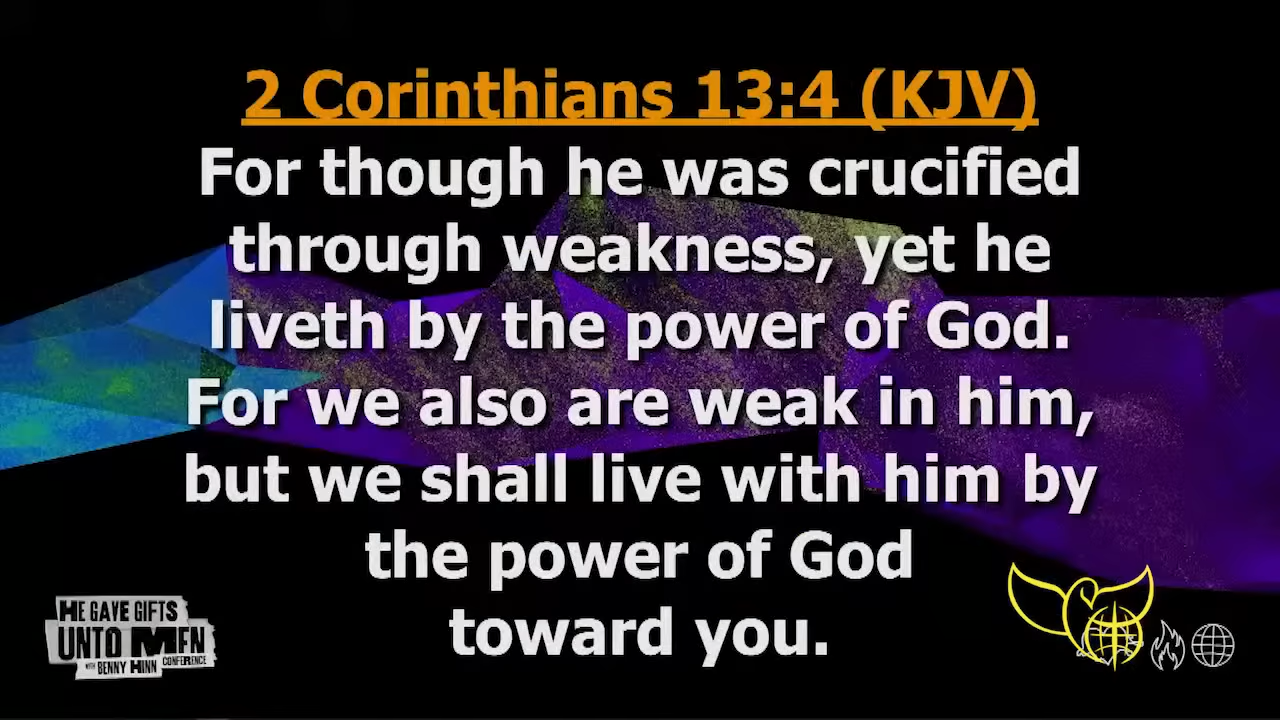 2 Corinthians 13:4 (KJV)
For though he was crucified
through weakness, yet he
liveth by the power of God.
For we also are weak in him,
but we shall live with him by
the power of God
toward you.
HE GAVE GIFTS
UNTO MEN
WITH BENNY HINN CONFERENCE